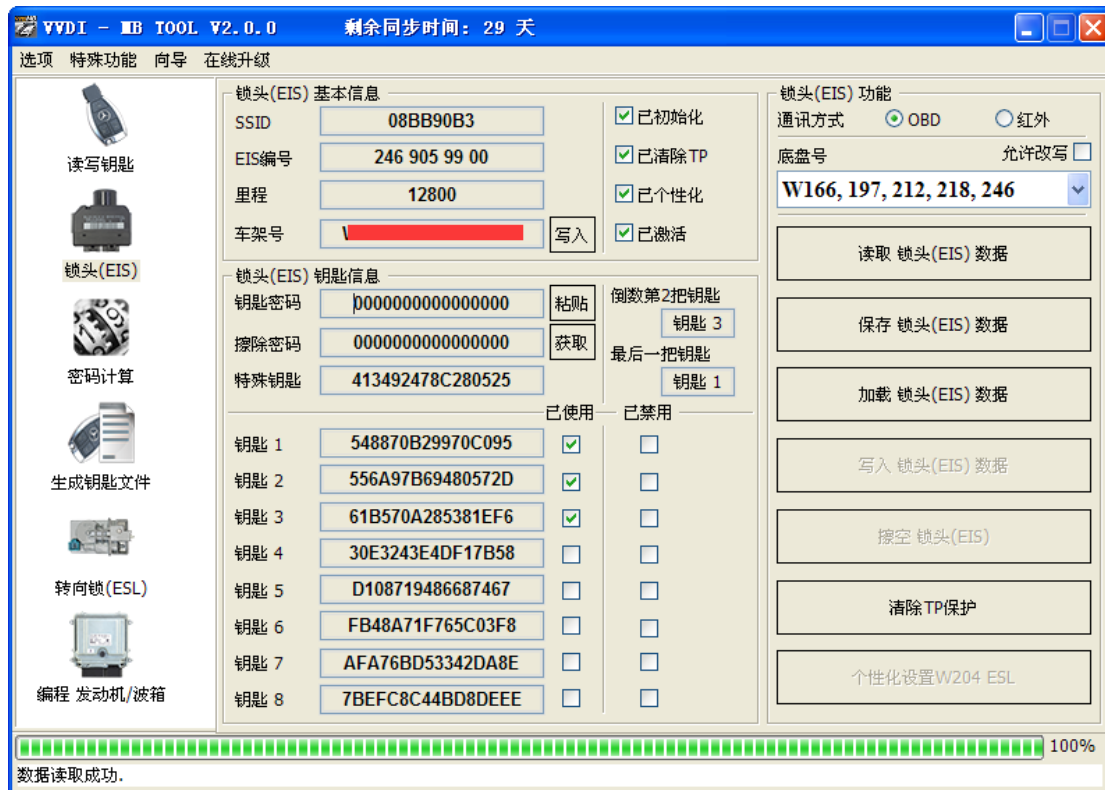 VVDI - MB TOOL V2.0.0 剩余同步时间: 29 天
选项 特殊功能 向导 在线升级
读写钥匙
锁头(EIS)
密码计算
生成钥匙文件
转向锁(ESL)
编程 发动机/波箱
锁头(EIS) 基本信息
SSID 08BB90B3 已初始化
EIS编号 246 905 99 00 已清除TP
里程 12800 已个性化
车架号 写入 已激活
锁头(EIS) 钥匙信息
钥匙密码 0000000000000000 粘贴
擦除密码 0000000000000000 获取
特殊钥匙 413492478C280525
倒数第2把钥匙
钥匙 3
最后一把钥匙
钥匙 1
已使用 已禁用
钥匙 1 548870B29970C095
钥匙 2 556A97B69480572D
钥匙 3 61B570A285381EF6
钥匙 4 30E3243E4DF17B58
钥匙 5 D108719486687467
钥匙 6 FB48A71F765C03F8
钥匙 7 AFA76BD53342DA8E
钥匙 8 7BEFC8C44BD8DEEE
锁头(EIS) 功能
通讯方式 OBD 红外
底盘号 允许改写
W166, 197, 212, 218, 246
读取 锁头(EIS) 数据
保存 锁头(EIS) 数据
加载 锁头(EIS) 数据
写入 锁头(EIS) 数据
擦空 锁头(EIS)
清除TP保护
个性化设置W204 ESL
100%
数据读取成功.